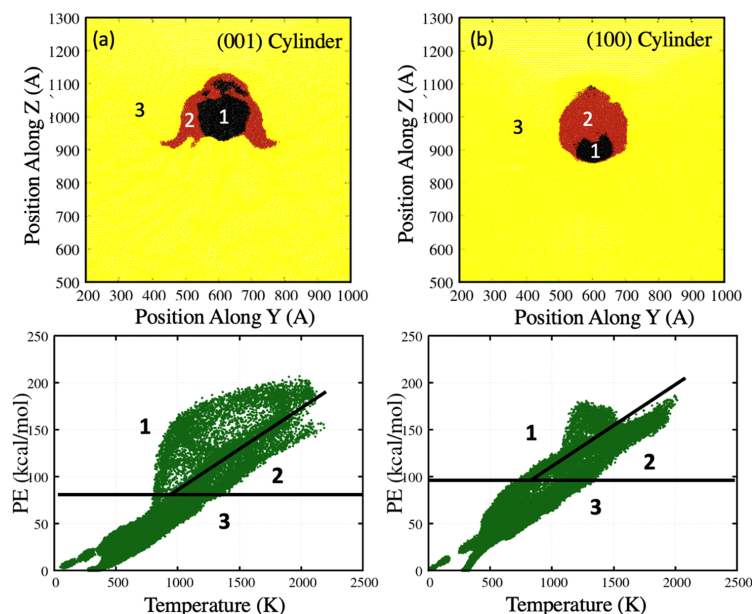 (a)
(001) Cylinder
1300
1200
1100
1000
900
800
700
600
500
Position Along Z (A)
3
2
1
200 300 400 500 600 700 800 900 1000
Position Along Y (A)
(b)
(100) Cylinder
1300
1200
1100
1000
900
800
700
600
500
Position Along Z (A)
3
2
1
200 300 400 500 600 700 800 900 1000
Position Along Y (A)
250
200
150
100
50
0
PE (kcal/mol)
1
2
3
0 500 1000 1500 2000 2500
Temperature (K)
250
200
150
100
50
0
PE (kcal/mol)
1
2
3
0 500 1000 1500 2000 2500
Temperature (K)